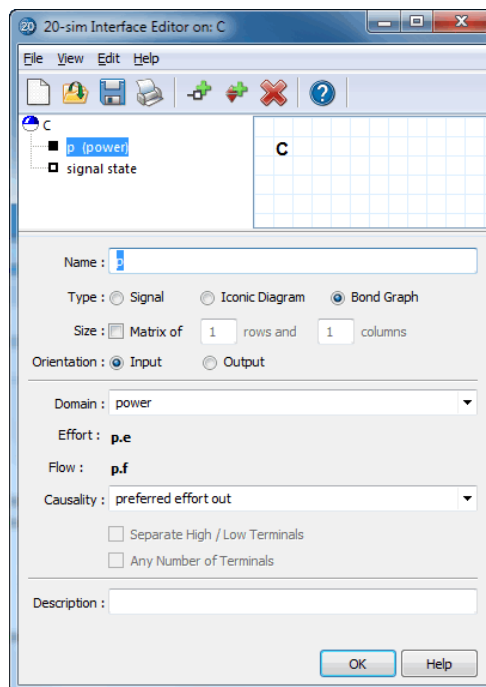 20 20-sim Interface Editor on: C
File View Edit Help
C
p (power)
signal state
C
Name : p
Type : Signal Iconic Diagram Bond Graph
Size : Matrix of 1 rows and 1 columns
Orientation : Input Output
Domain : power
Effort : p.e
Flow : p.f
Causality : preferred effort out
Separate High / Low Terminals
Any Number of Terminals
Description :
OK Help